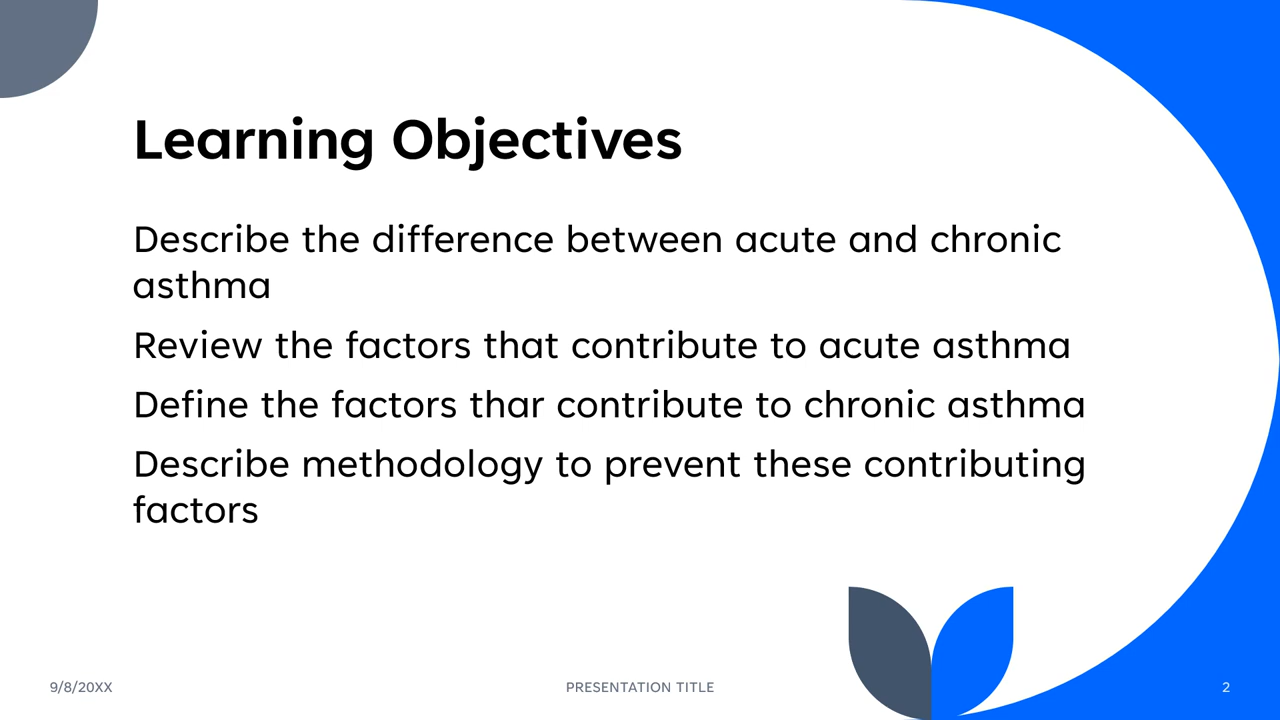 Learning Objectives
Describe the difference between acute and chronic
asthma
Review the factors that contribute to acute asthma
Define the factors thar contribute to chronic asthma
Describe methodology to prevent these contributing
factors
9/8/20XX
PRESENTATION TITLE
2